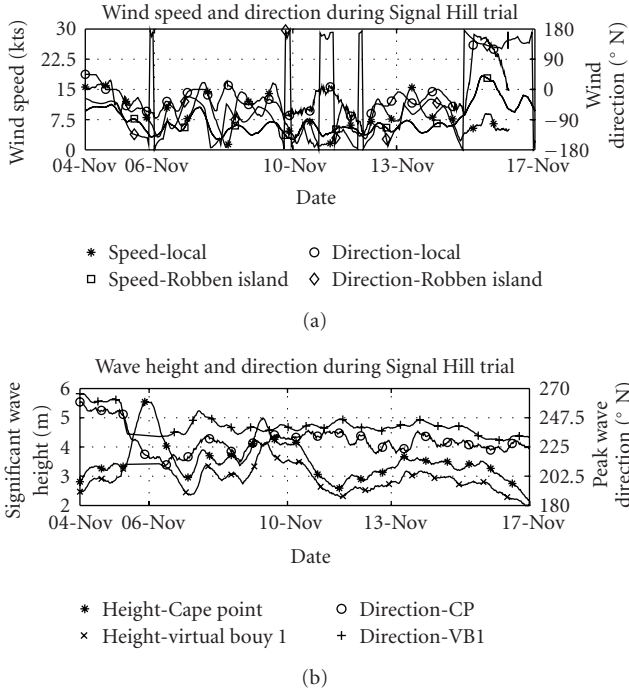 Wind speed and direction during Signal Hill trial
30
22.5
15
7.5
0
Wind speed (kts)
180
90
0
−90
−180
Wind
direction (° N)
04-Nov 06-Nov 10-Nov 13-Nov 17-Nov
Date
Speed-local
Direction-local
Speed-Robben island
Direction-Robben island
(a)
Wave height and direction during Signal Hill trial
6
5
4
3
2
Significant wave
height (m)
270
247.5
225
202.5
180
Peak wave
direction (° N)
04-Nov 06-Nov 10-Nov 13-Nov 17-Nov
Date
Height-Cape point
Direction-CP
Height-virtual bouy 1
Direction-VB1
(b)